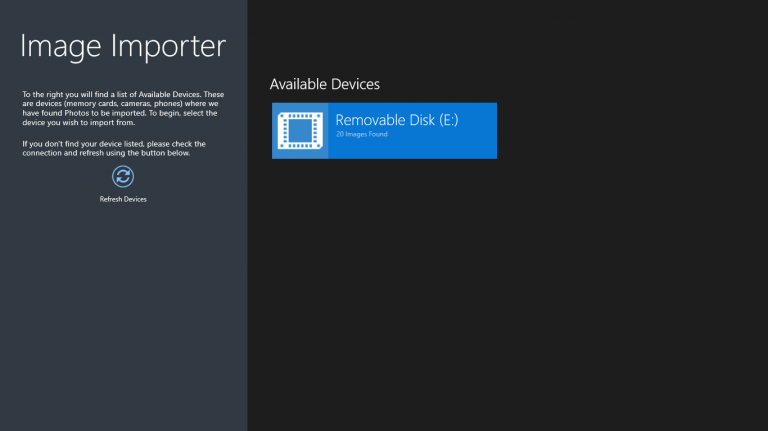 Image Importer
To the right you will find a list of Available Devices. These
are devices (memory cards, cameras, phones) where we
have found Photos to be imported. To begin, select the
device you wish to import from.
If you don't find your device listed, please check the
connection and refresh using the button below.
Refresh Devices
Available Devices
Removable Disk (E:)
20 Images Found